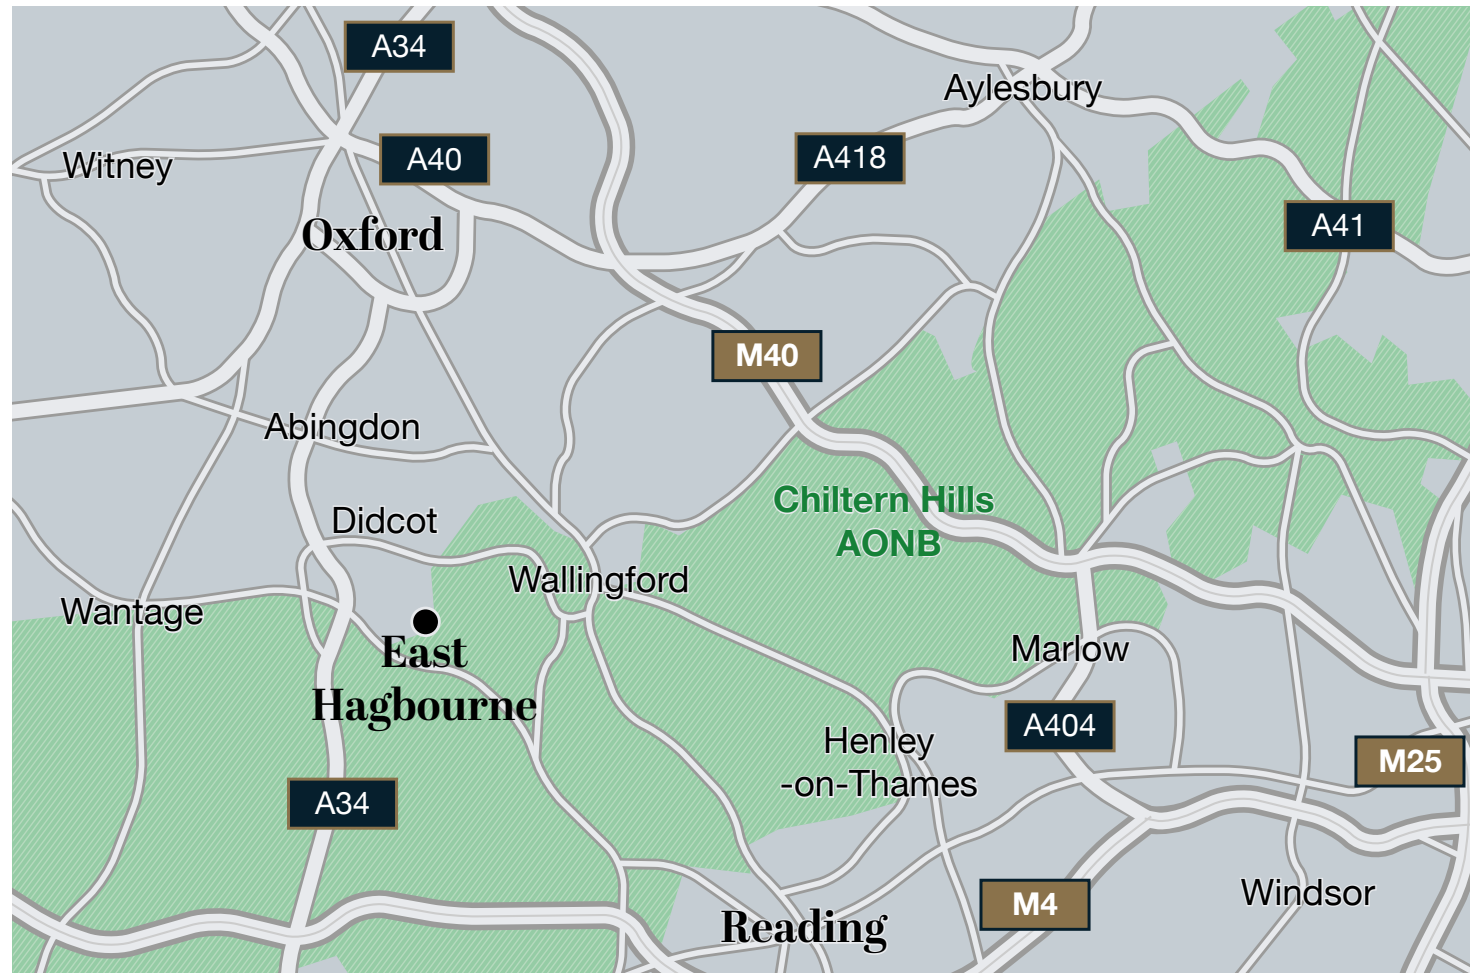 A34
Aylesbury
A40
A418
Witney
A41
Oxford
M40
Abingdon
Chiltern Hills
AONB
Didcot
Wallingford
Wantage
East
Hagbourne
Marlow
A404
Henley
-on-Thames
M25
A34
M4
Windsor
Reading